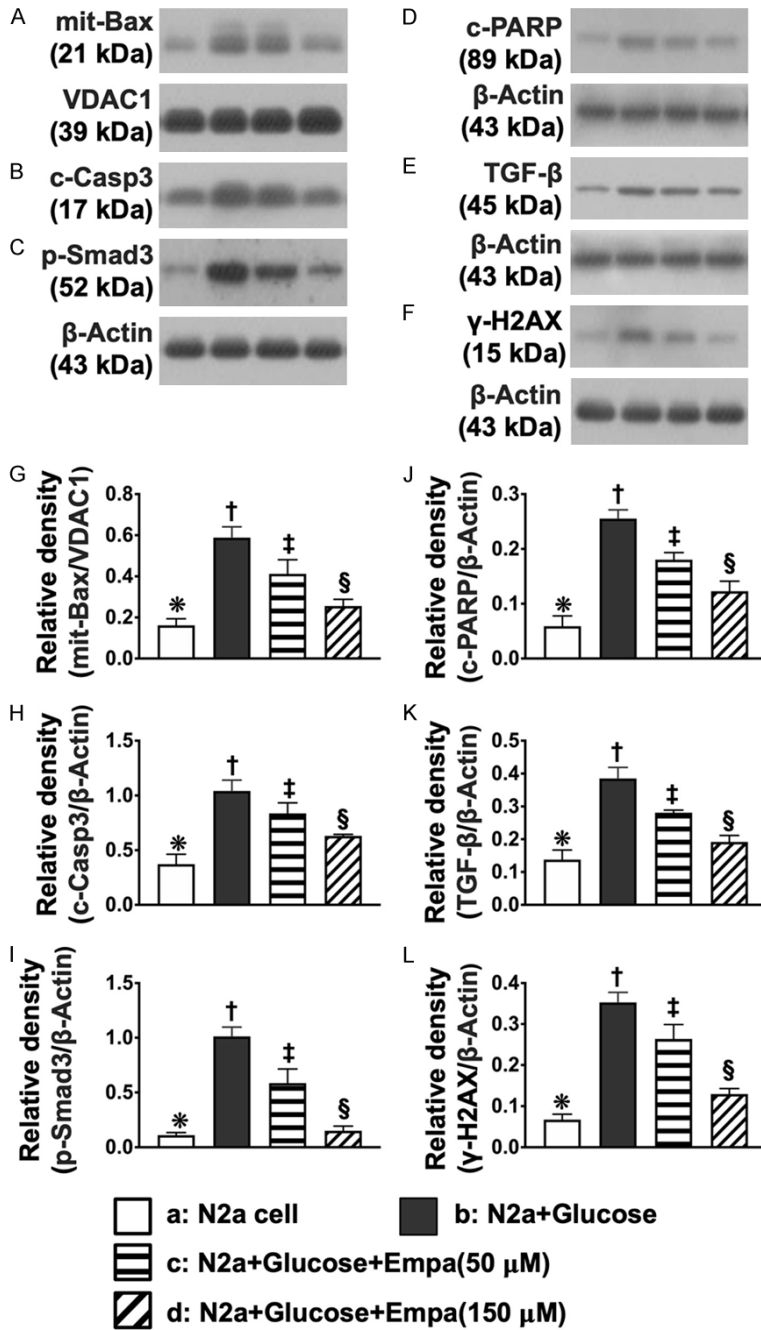 A
mit-Bax
(21 kDa)
VDAC1
(39 kDa)
B
c-Casp3
(17 kDa)
C
p-Smad3
(52 kDa)
β-Actin
(43 kDa)
D
c-PARP
(89 kDa)
β-Actin
(43 kDa)
E
TGF-β
(45 kDa)
β-Actin
(43 kDa)
F
γ-H2AX
(15 kDa)
β-Actin
(43 kDa)
G
Relative density
(mit-Bax/VDAC1)
0.8
0.6
0.4
0.2
0.0
* † ‡ §
J
Relative density
(c-PARP/β-Actin)
0.3
0.2
0.1
0.0
* † ‡ §
H
Relative density
(c-Casp3/β-Actin)
1.5
1.0
0.5
0.0
* † ‡ §
K
Relative density
(TGF-β/β-Actin)
0.5
0.4
0.3
0.2
0.1
0.0
* † ‡ §
I
Relative density
(p-Smad3/β-Actin)
1.5
1.0
0.5
0.0
* † ‡ §
L
Relative density
(γ-H2AX/β-Actin)
0.4
0.3
0.2
0.1
0.0
* † ‡ §
a: N2a cell
b: N2a+Glucose
c: N2a+Glucose+Empa(50 μM)
d: N2a+Glucose+Empa(150 μM)